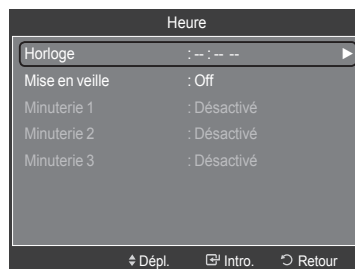 Heure
Horloge : -- : -- --
Mise en veille : Off
Minuterie 1 : Désactivé
Minuterie 2 : Désactivé
Minuterie 3 : Désactivé
Dépl. Intro. Retour